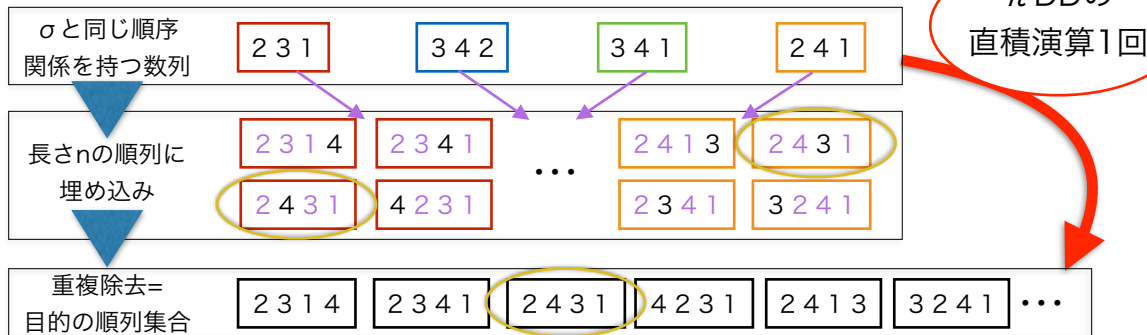 πDDの
直積演算1回
σと同じ順序
関係を持つ数列
2 3 1
3 4 2
3 4 1
2 4 1
長さnの順列に
埋め込み
2 3 1 4
2 3 4 1
...
2 4 1 3
2 4 3 1
2 4 3 1
4 2 3 1
2 3 4 1
3 2 4 1
重複除去=
目的の順列集合
2 3 1 4
2 3 4 1
2 4 3 1
4 2 3 1
2 4 1 3
3 2 4 1
...